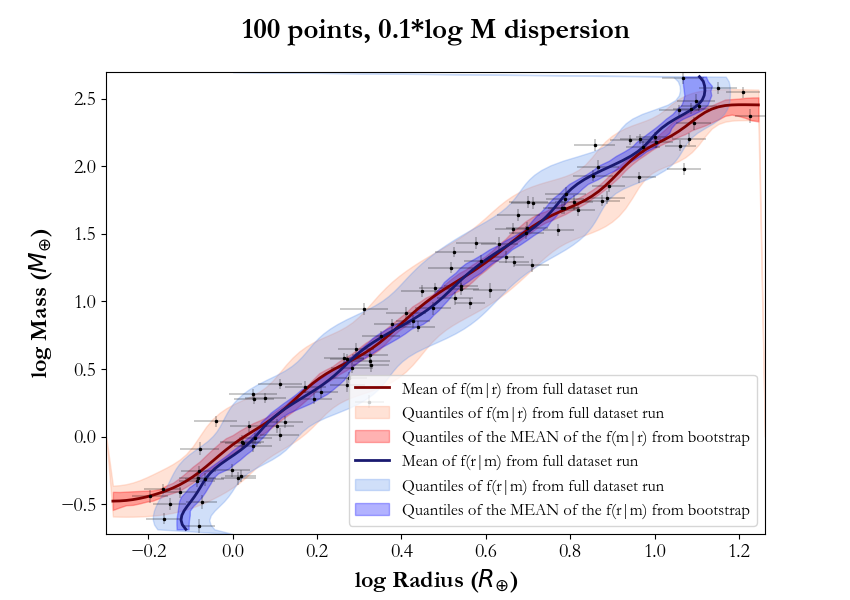 100 points, 0.1*log M dispersion
2.5
2.0
1.5
1.0
0.5
0.0
−0.5
log Mass (M⊕)
Mean of f(m|r) from full dataset run
Quantiles of f(m|r) from full dataset run
Quantiles of the MEAN of the f(m|r) from bootstrap
Mean of f(r|m) from full dataset run
Quantiles of f(r|m) from full dataset run
Quantiles of the MEAN of the f(r|m) from bootstrap
−0.2 0.0 0.2 0.4 0.6 0.8 1.0 1.2
log Radius (R⊕)